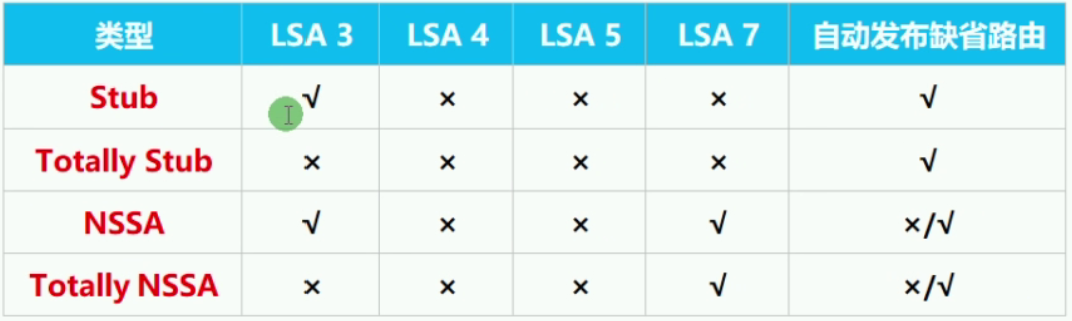 类型 LSA 3 LSA 4 LSA 5 LSA 7 自动发布缺省路由
Stub √ × × × √
Totally Stub × × × × √
NSSA √ × × √ ×/√
Totally NSSA × × × √ ×/√